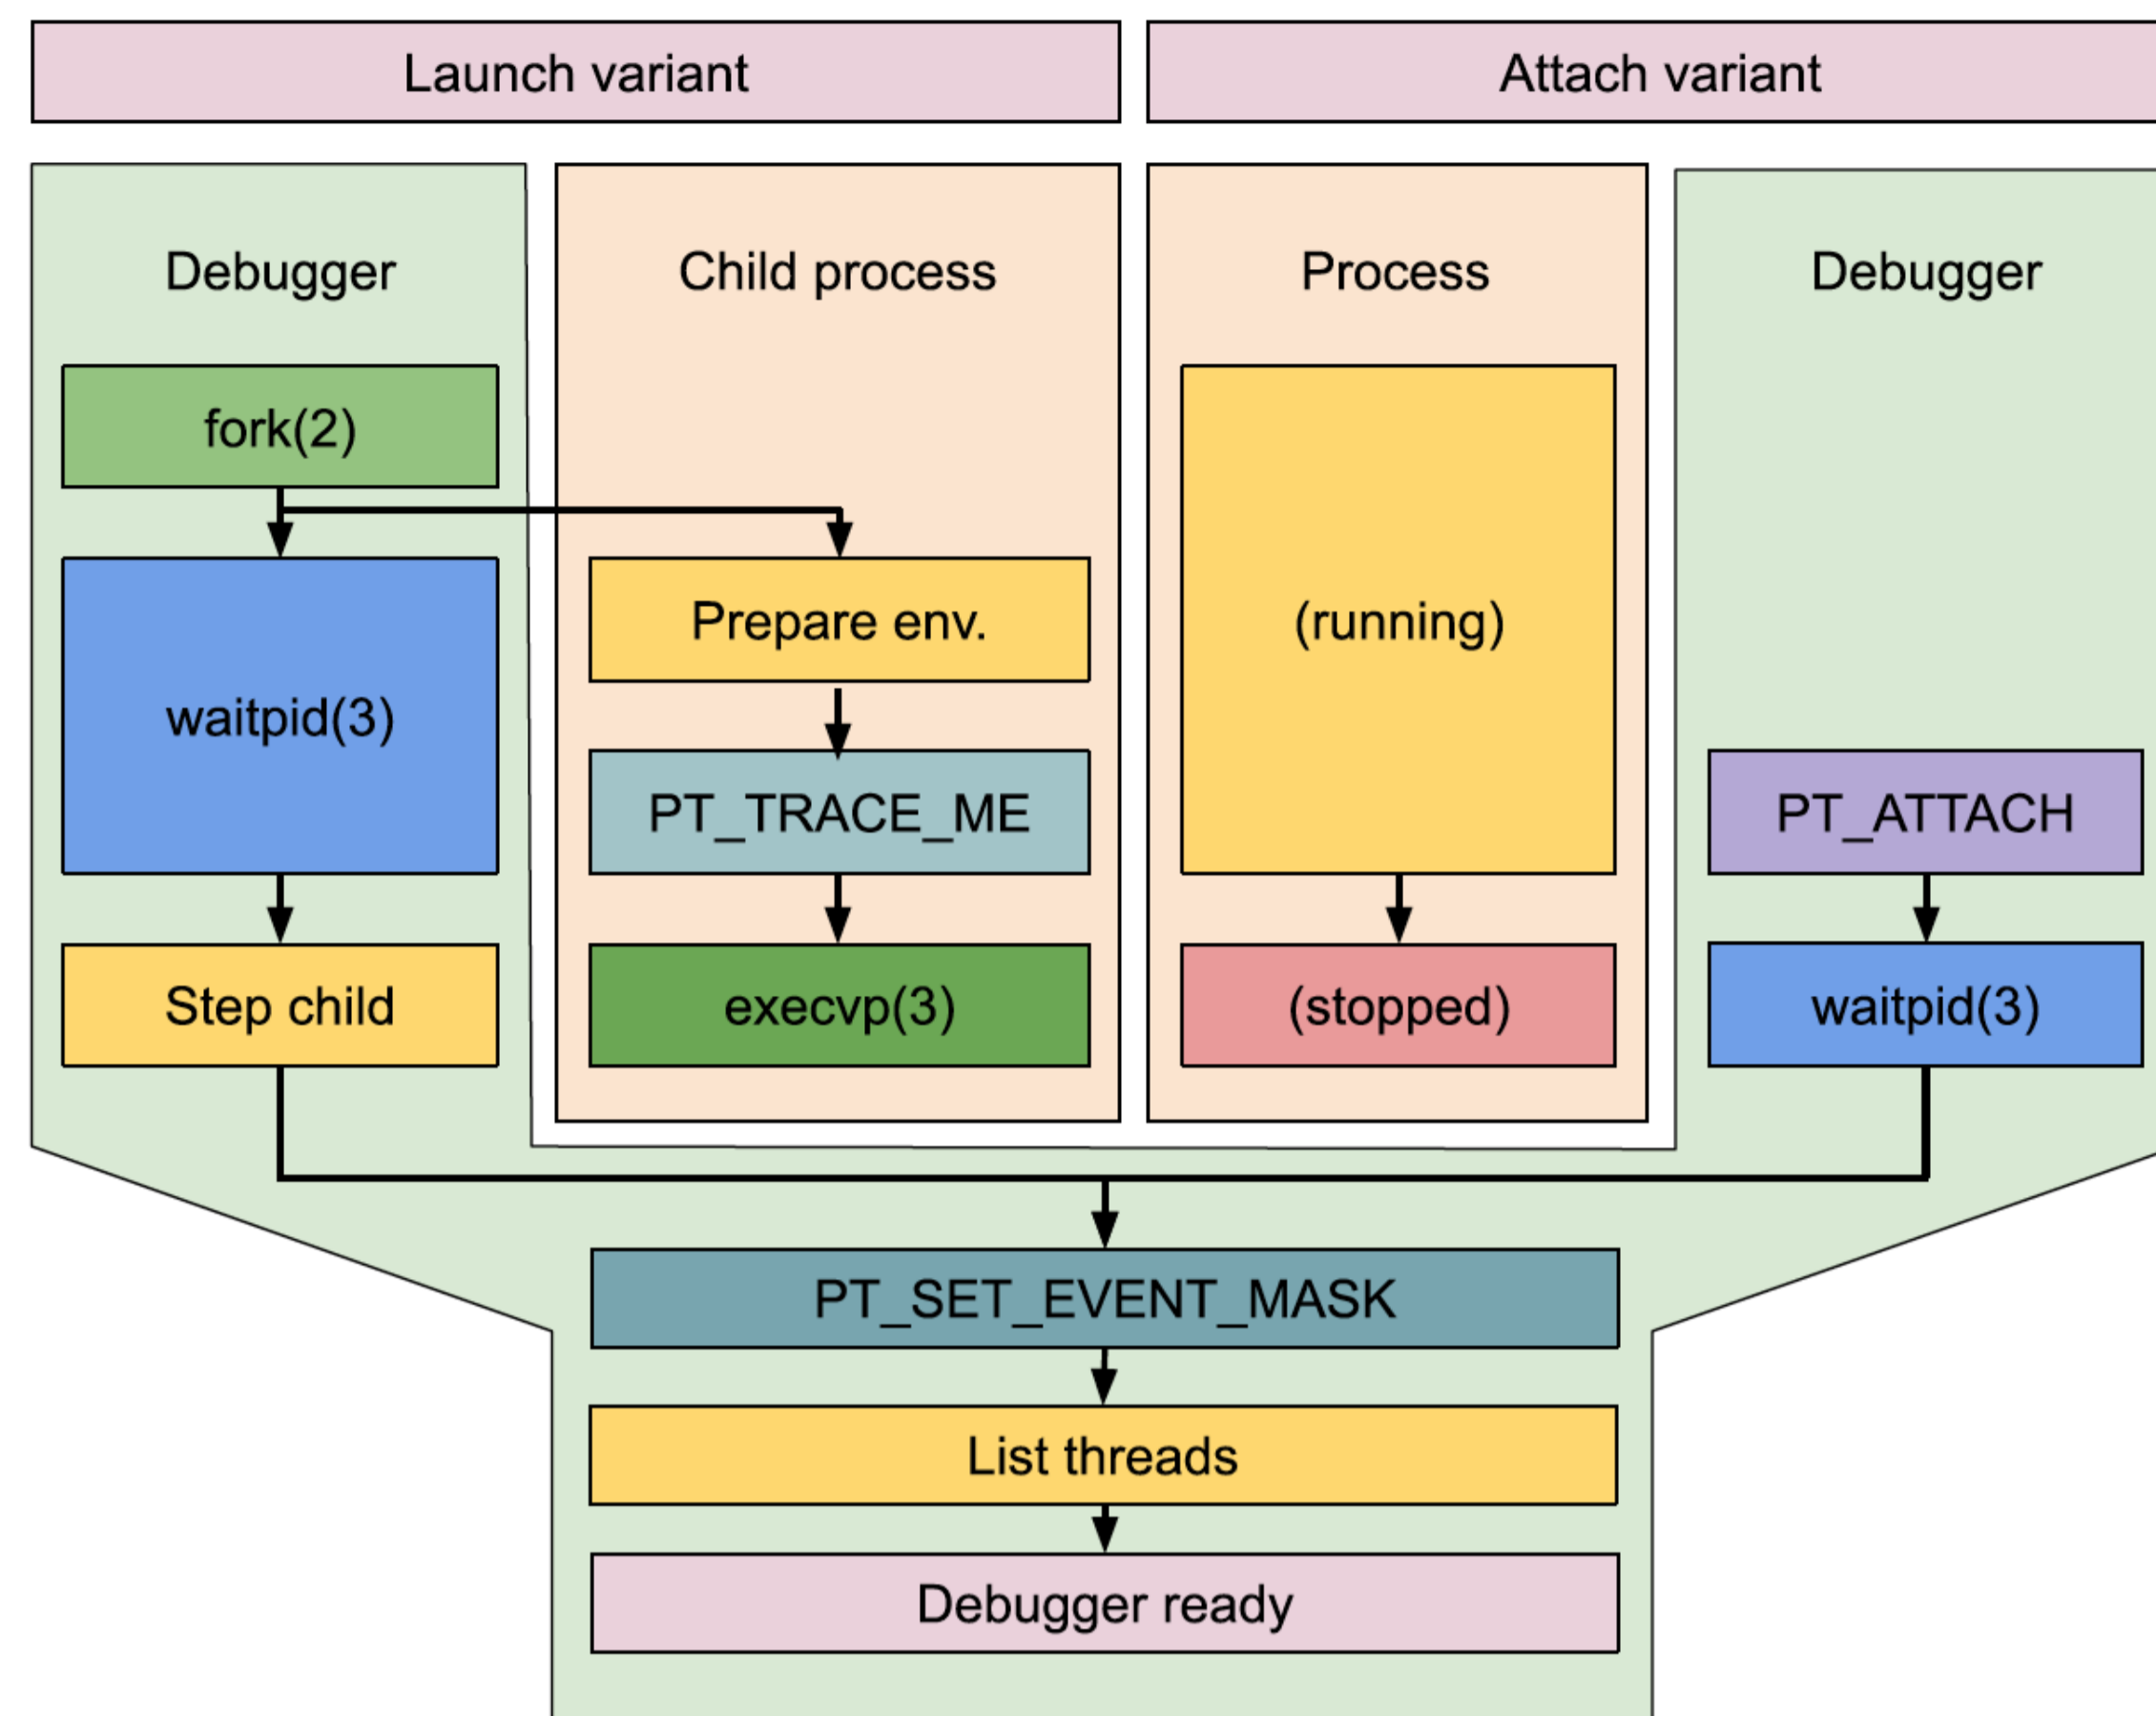 Launch variant
Attach variant
Debugger
Child process
Process
Debugger
fork(2)
waitpid(3)
Prepare env.
(running)
PT_TRACE_ME
PT_ATTACH
Step child
execvp(3)
(stopped)
waitpid(3)
PT_SET_EVENT_MASK
List threads
Debugger ready